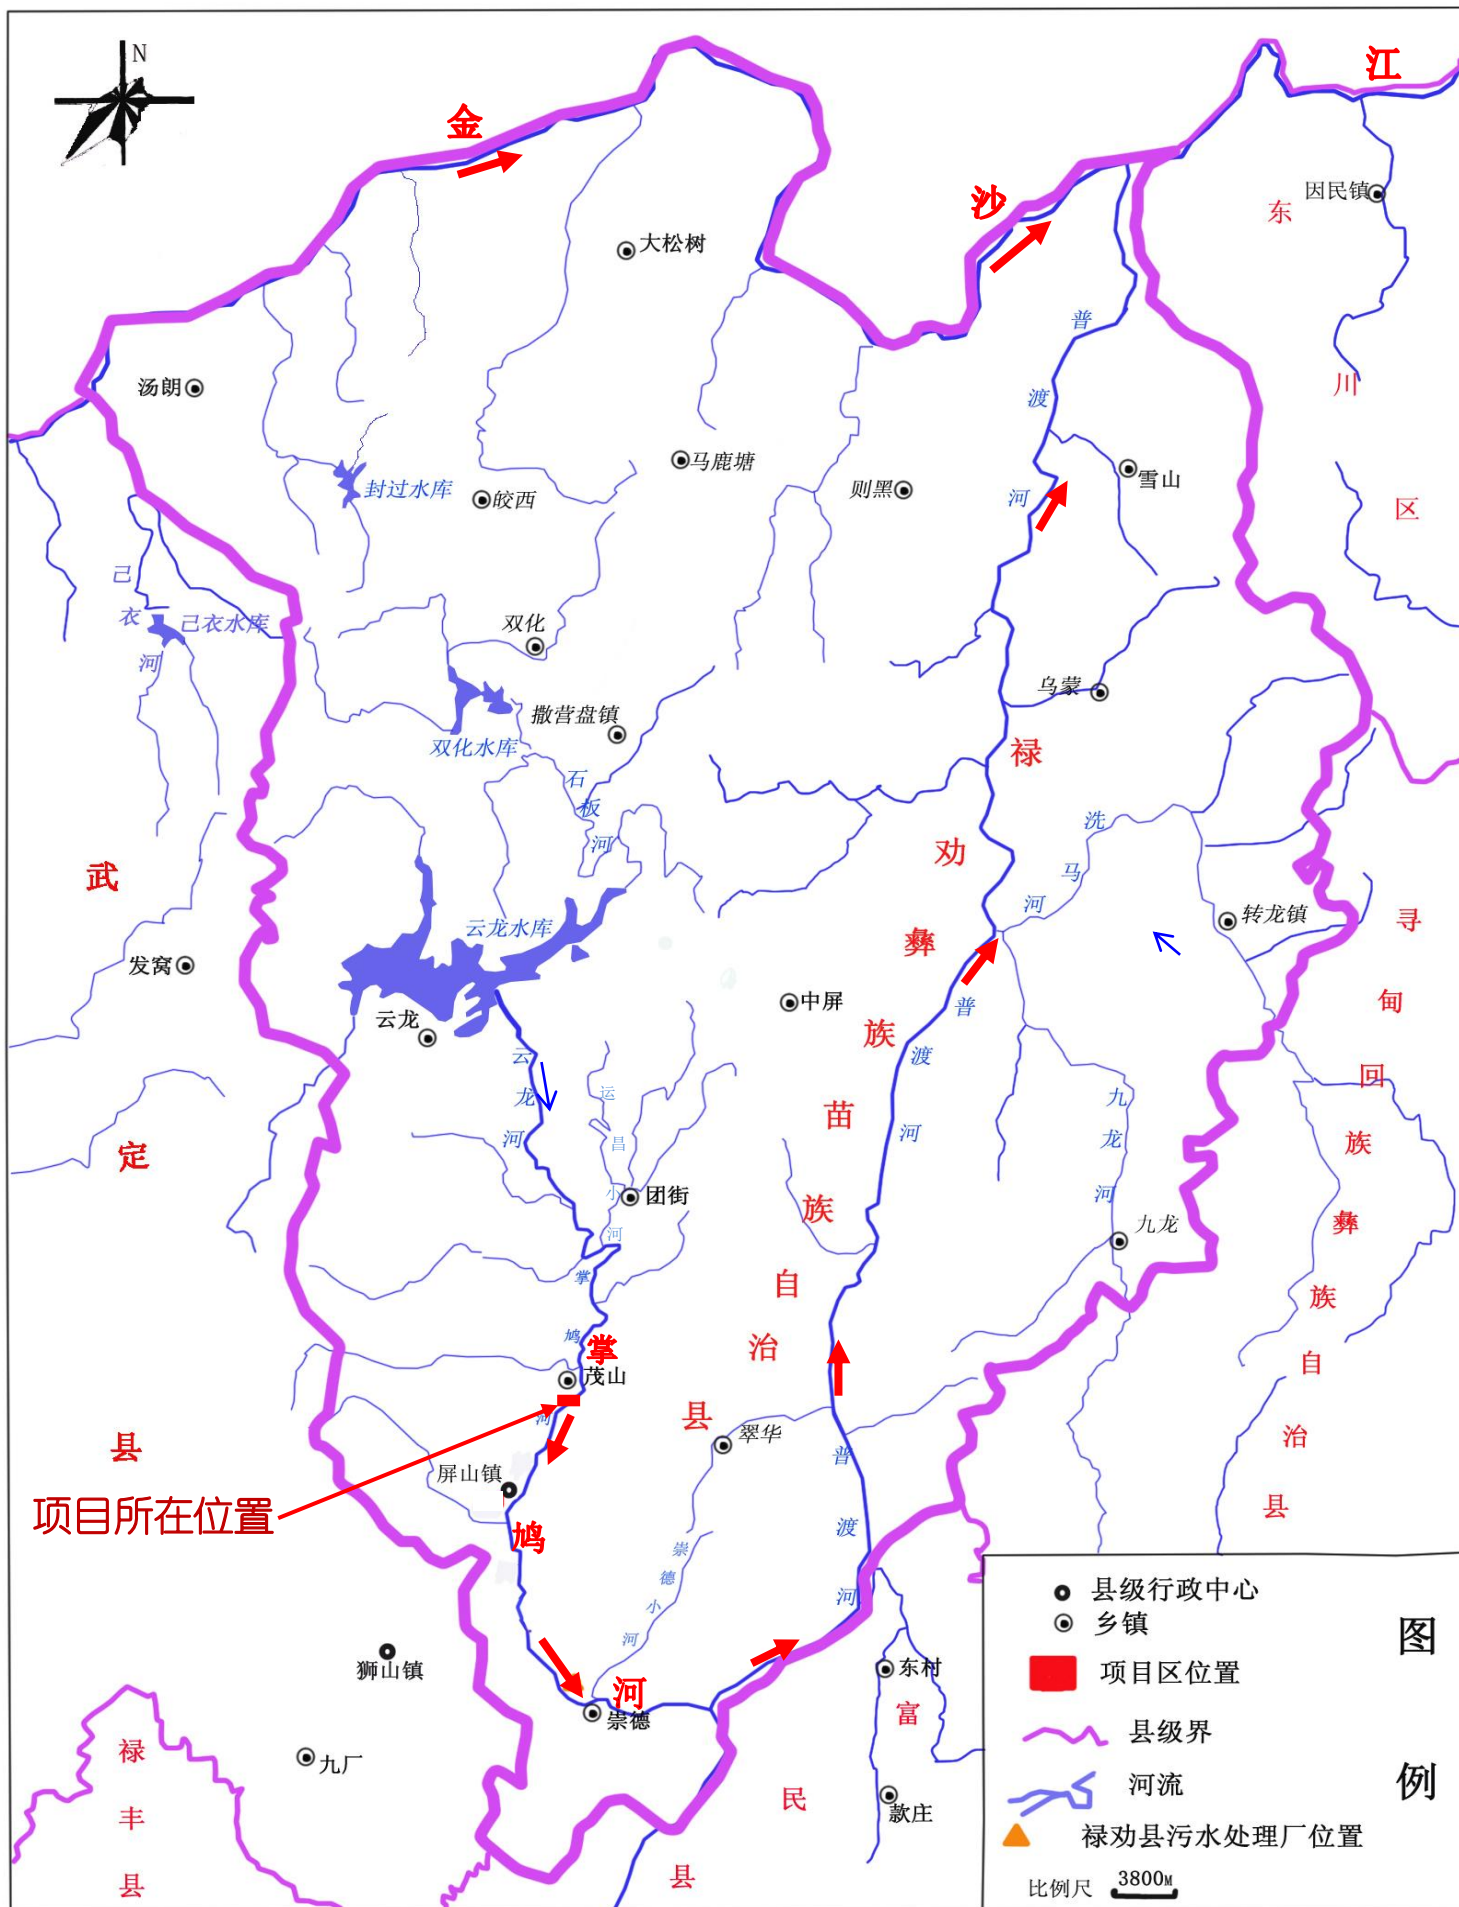 N
金
沙
江
大松树
因民镇
东
川
区
汤朗
普
渡
河
马鹿塘
则黑
雪山
封过水库
皎西
己
衣
河
己衣水库
双化
撒营盘镇
双化水库
石
板
河
乌蒙
禄
劝
彝
族
苗
族
自
治
县
洗
马
河
武
定
县
发窝
云龙水库
云龙
转龙镇
中屏
普
渡
河
寻
甸
回
族
彝
族
自
治
县
云
龙
河
运
昌
小
河
团街
九
龙
河
九龙
掌
鸠
河
掌
鸠
河
茂山
翠华
屏山镇
项目所在位置
普
渡
河
崇
德
小
河
崇德
狮山镇
九厂
禄
丰
县
东村
富
民
县
款庄
图
例
县级行政中心
乡镇
项目区位置
县级界
河流
禄劝县污水处理厂位置
比例尺 3800M